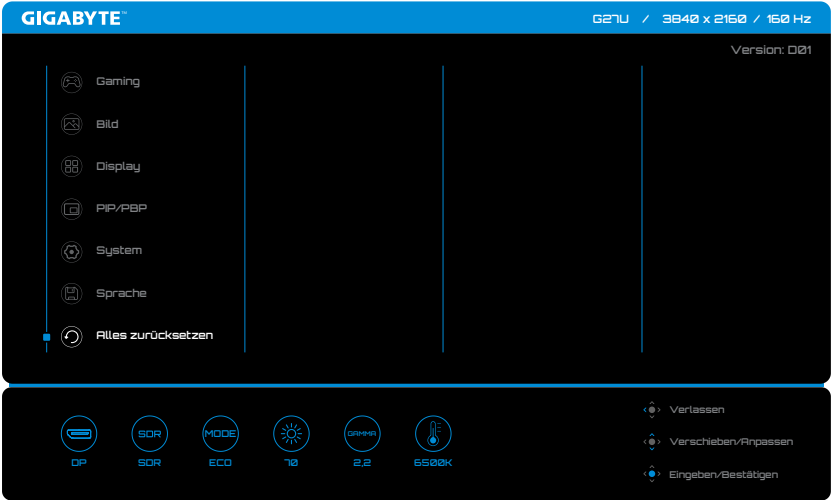 GIGABYTE™
G27U / 3840 x 2160 / 160 Hz
Version: D01
Gaming
Bild
Display
PIP/PBP
System
Sprache
Alles zurücksetzen
SDR
MODE
GAMMA
DP
SDR
ECO
70
2,2
6500K
Verlassen
Verschieben/Anpassen
Eingeben/Bestätigen